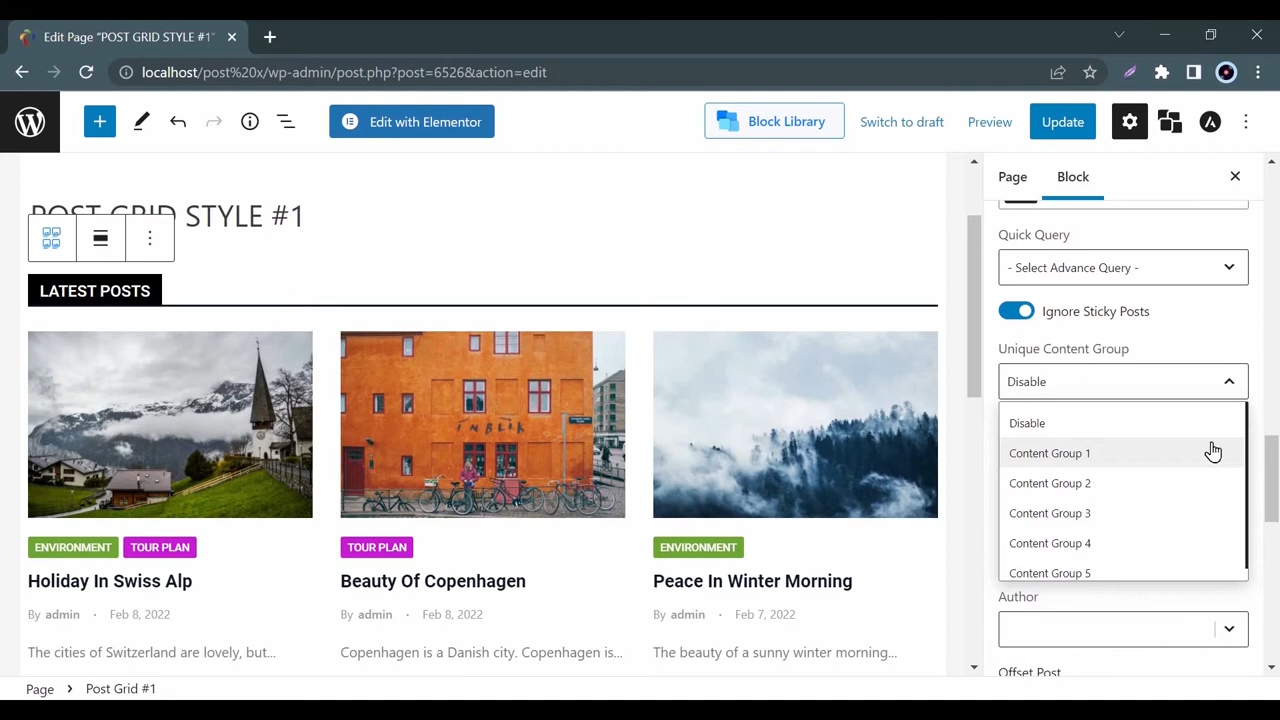 Edit Page "POST GRID STYLE #1"
localhost/post%20x/wp-admin/post.php?post=6526&action=edit
Edit with Elementor
Block Library
Switch to draft
Preview
Update
POST GRID STYLE #1
LATEST POSTS
ENVIRONMENT TOUR PLAN
Holiday In Swiss Alp
By admin · Feb 8, 2022
The cities of Switzerland are lovely, but...
INBLIK
TOUR PLAN
Beauty Of Copenhagen
By admin · Feb 8, 2022
Copenhagen is a Danish city. Copenhagen is...
ENVIRONMENT
Peace In Winter Morning
By admin · Feb 7, 2022
The beauty of a sunny winter morning...
Page Block
Quick Query
- Select Advance Query -
Ignore Sticky Posts
Unique Content Group
Disable
Disable
Content Group 1
Content Group 2
Content Group 3
Content Group 4
Content Group 5
Author
Offset Post
Page > Post Grid #1